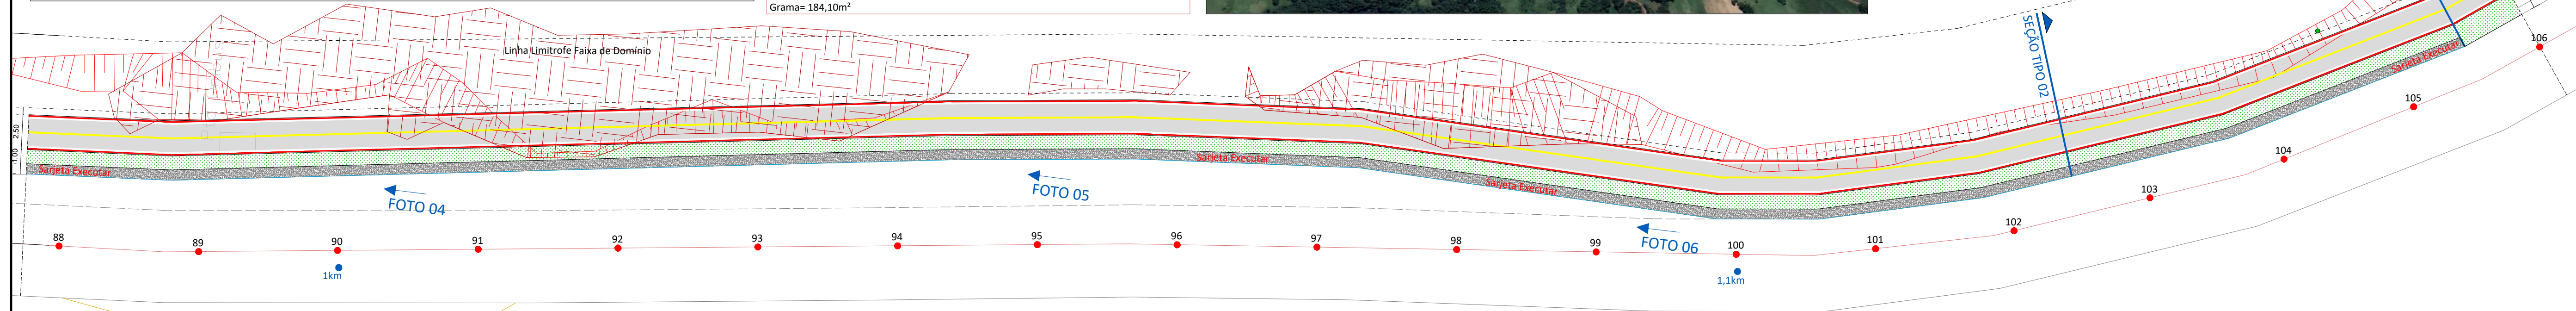 Grama= 184,10m²
Linha Limitrofe Faixa de Domínio
SEÇÃO TIPO 02
2.50
1.00
Sarjeta Executar
Sarjeta Executar
Sarjeta Executar
Sarjeta Executar
FOTO 04
FOTO 05
FOTO 06
88
89
90
91
92
93
94
95
96
97
98
99
100
101
102
103
104
105
106
1km
1,1km